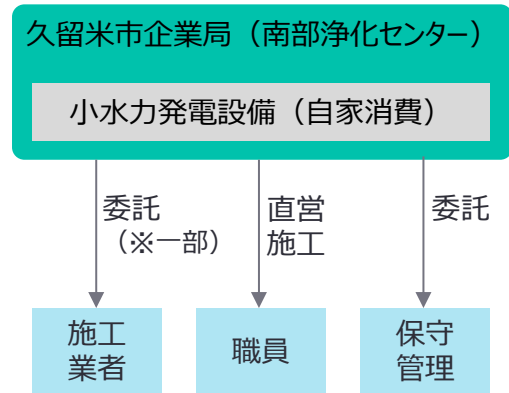 久留米市企業局（南部浄化センター）
小水力発電設備（自家消費）
委託
（※一部）
直営
施工
委託
施工
業者
職員
保守
管理